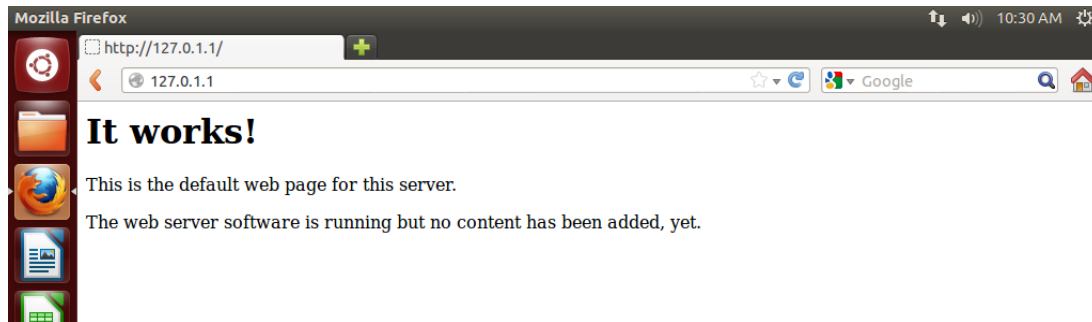 Mozilla Firefox 10:30 AM
http://127.0.1.1/
127.0.1.1 Google
It works!
This is the default web page for this server.
The web server software is running but no content has been added, yet.